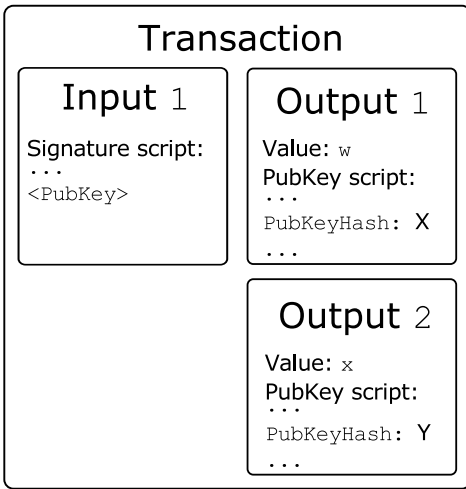 Transaction
Input 1
Signature script:
...
<PubKey>
Output 1
Value: w
PubKey script:
...
PubKeyHash: X
...
Output 2
Value: x
PubKey script:
...
PubKeyHash: Y
...